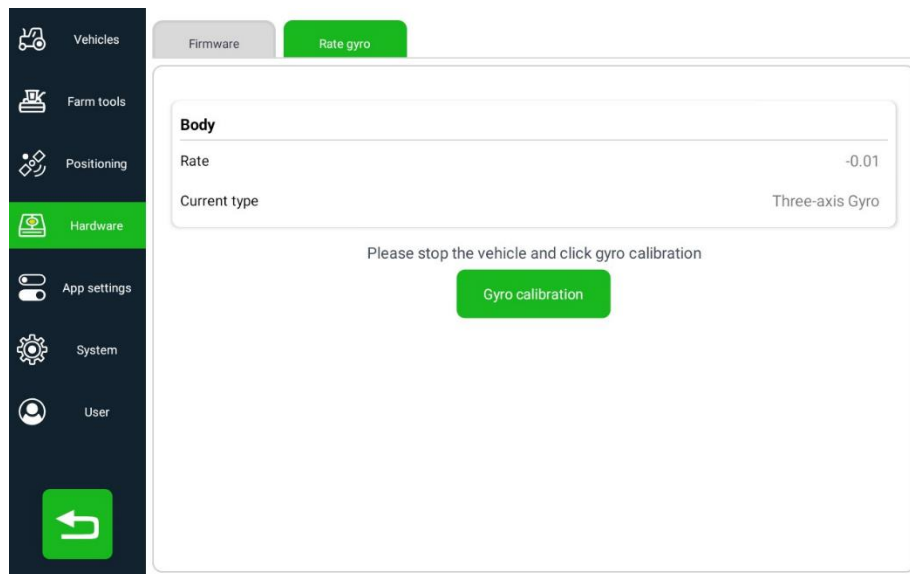 Vehicles
Farm tools
Positioning
Hardware
App settings
System
User
Firmware
Rate gyro
Body
Rate
-0.01
Current type
Three-axis Gyro
Please stop the vehicle and click gyro calibration
Gyro calibration